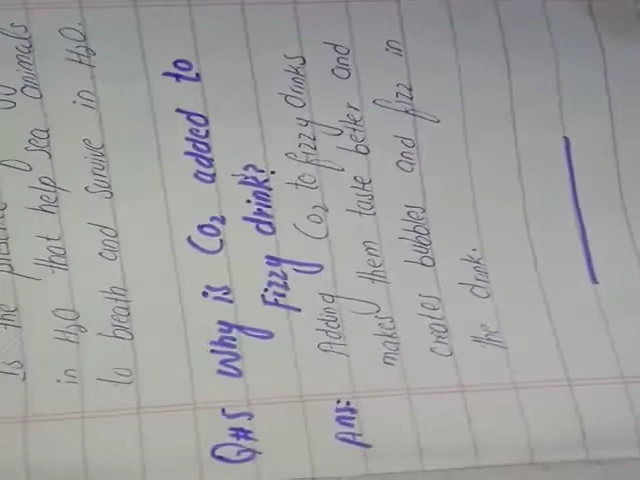 Is the presence of
in H2O that help sea animals
to breath and survive in H2O.
Q#5 Why is CO2 added to
Fizzy drink?
Ans: Adding CO2 to fizzy drinks
makes them taste better and
creates bubbles and fizz in
the drink.